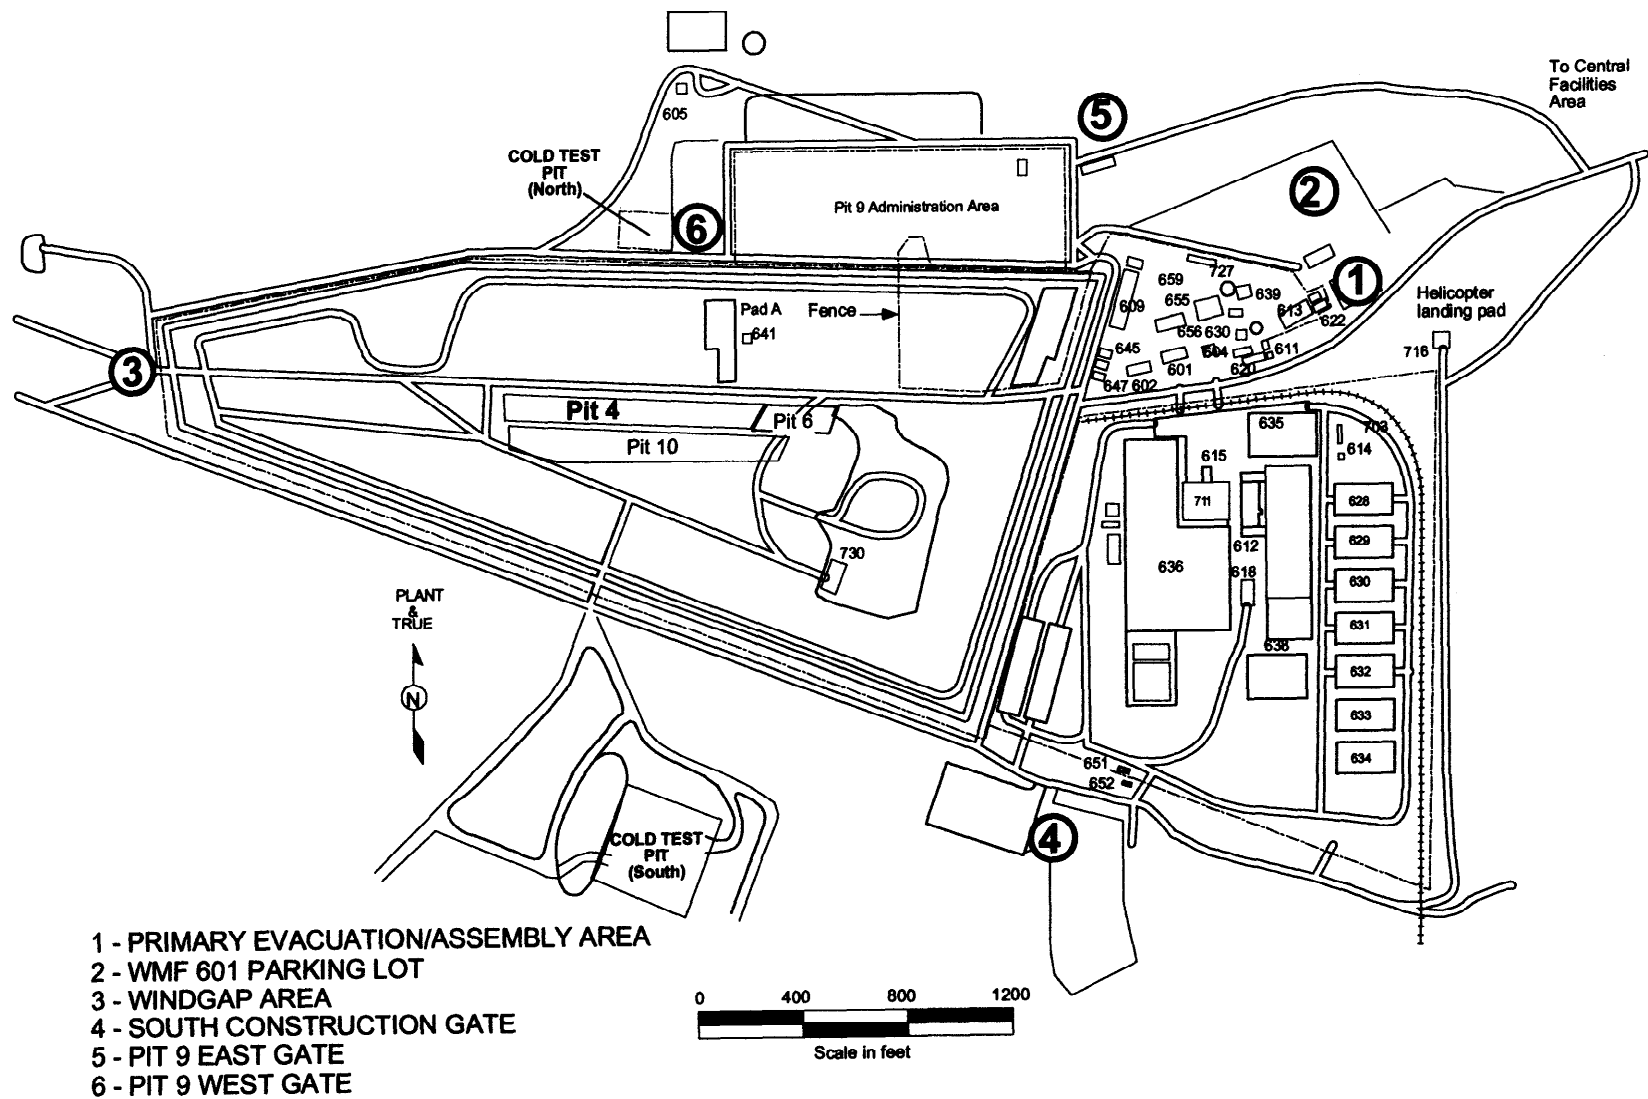 To Central
Facilities
Area
5
605
COLD TEST
PIT
(North)
2
6
Pit 9 Administration Area
659
727
1
639
655
609
613
622
Helicopter
landing pad
Pad A
Fence
641
656
630
645
604
611
716
601
620
3
647
602
Pit 4
Pit 6
635
703
Pit 10
614
615
711
628
629
612
730
636
618
630
PLANT
&
TRUE
631
638
632
N
633
634
651
652
COLD TEST
PIT
(South)
4
1 - PRIMARY EVACUATION/ASSEMBLY AREA
2 - WMF 601 PARKING LOT
3 - WINDGAP AREA
4 - SOUTH CONSTRUCTION GATE
5 - PIT 9 EAST GATE
6 - PIT 9 WEST GATE
0 400 800 1200
Scale in feet